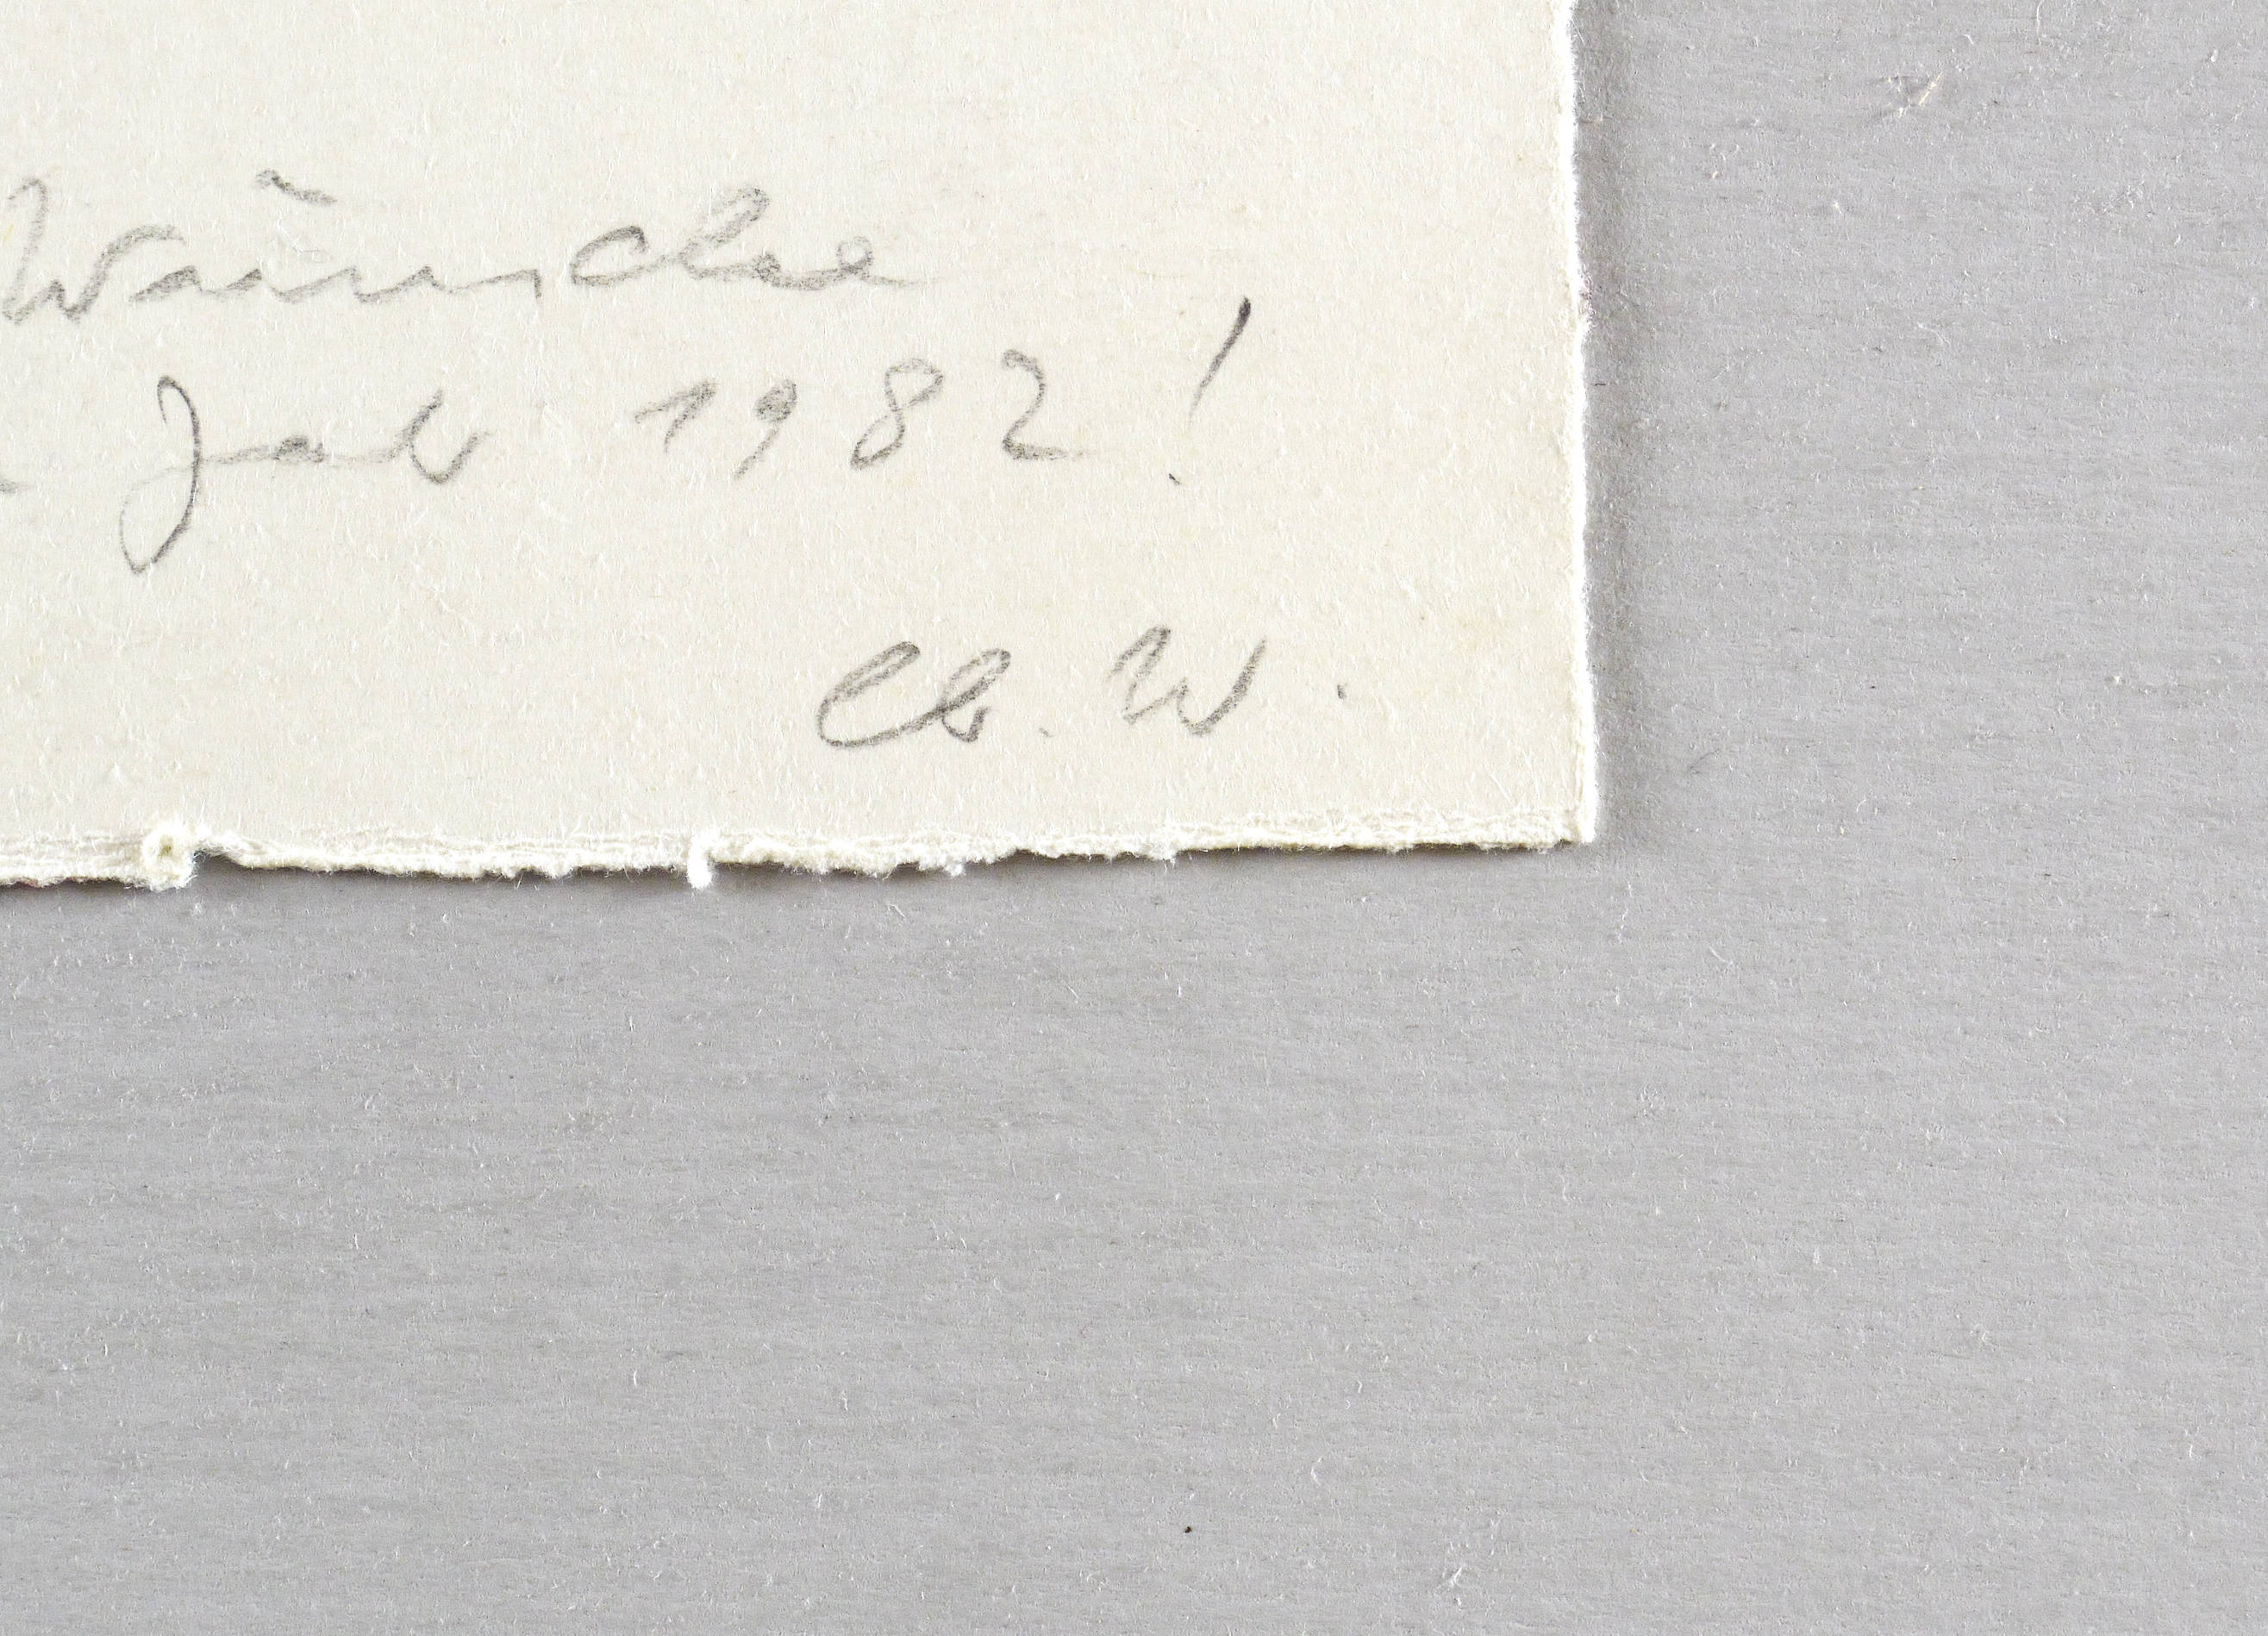 Wünsche
Jahr 1982!
Ch. W.